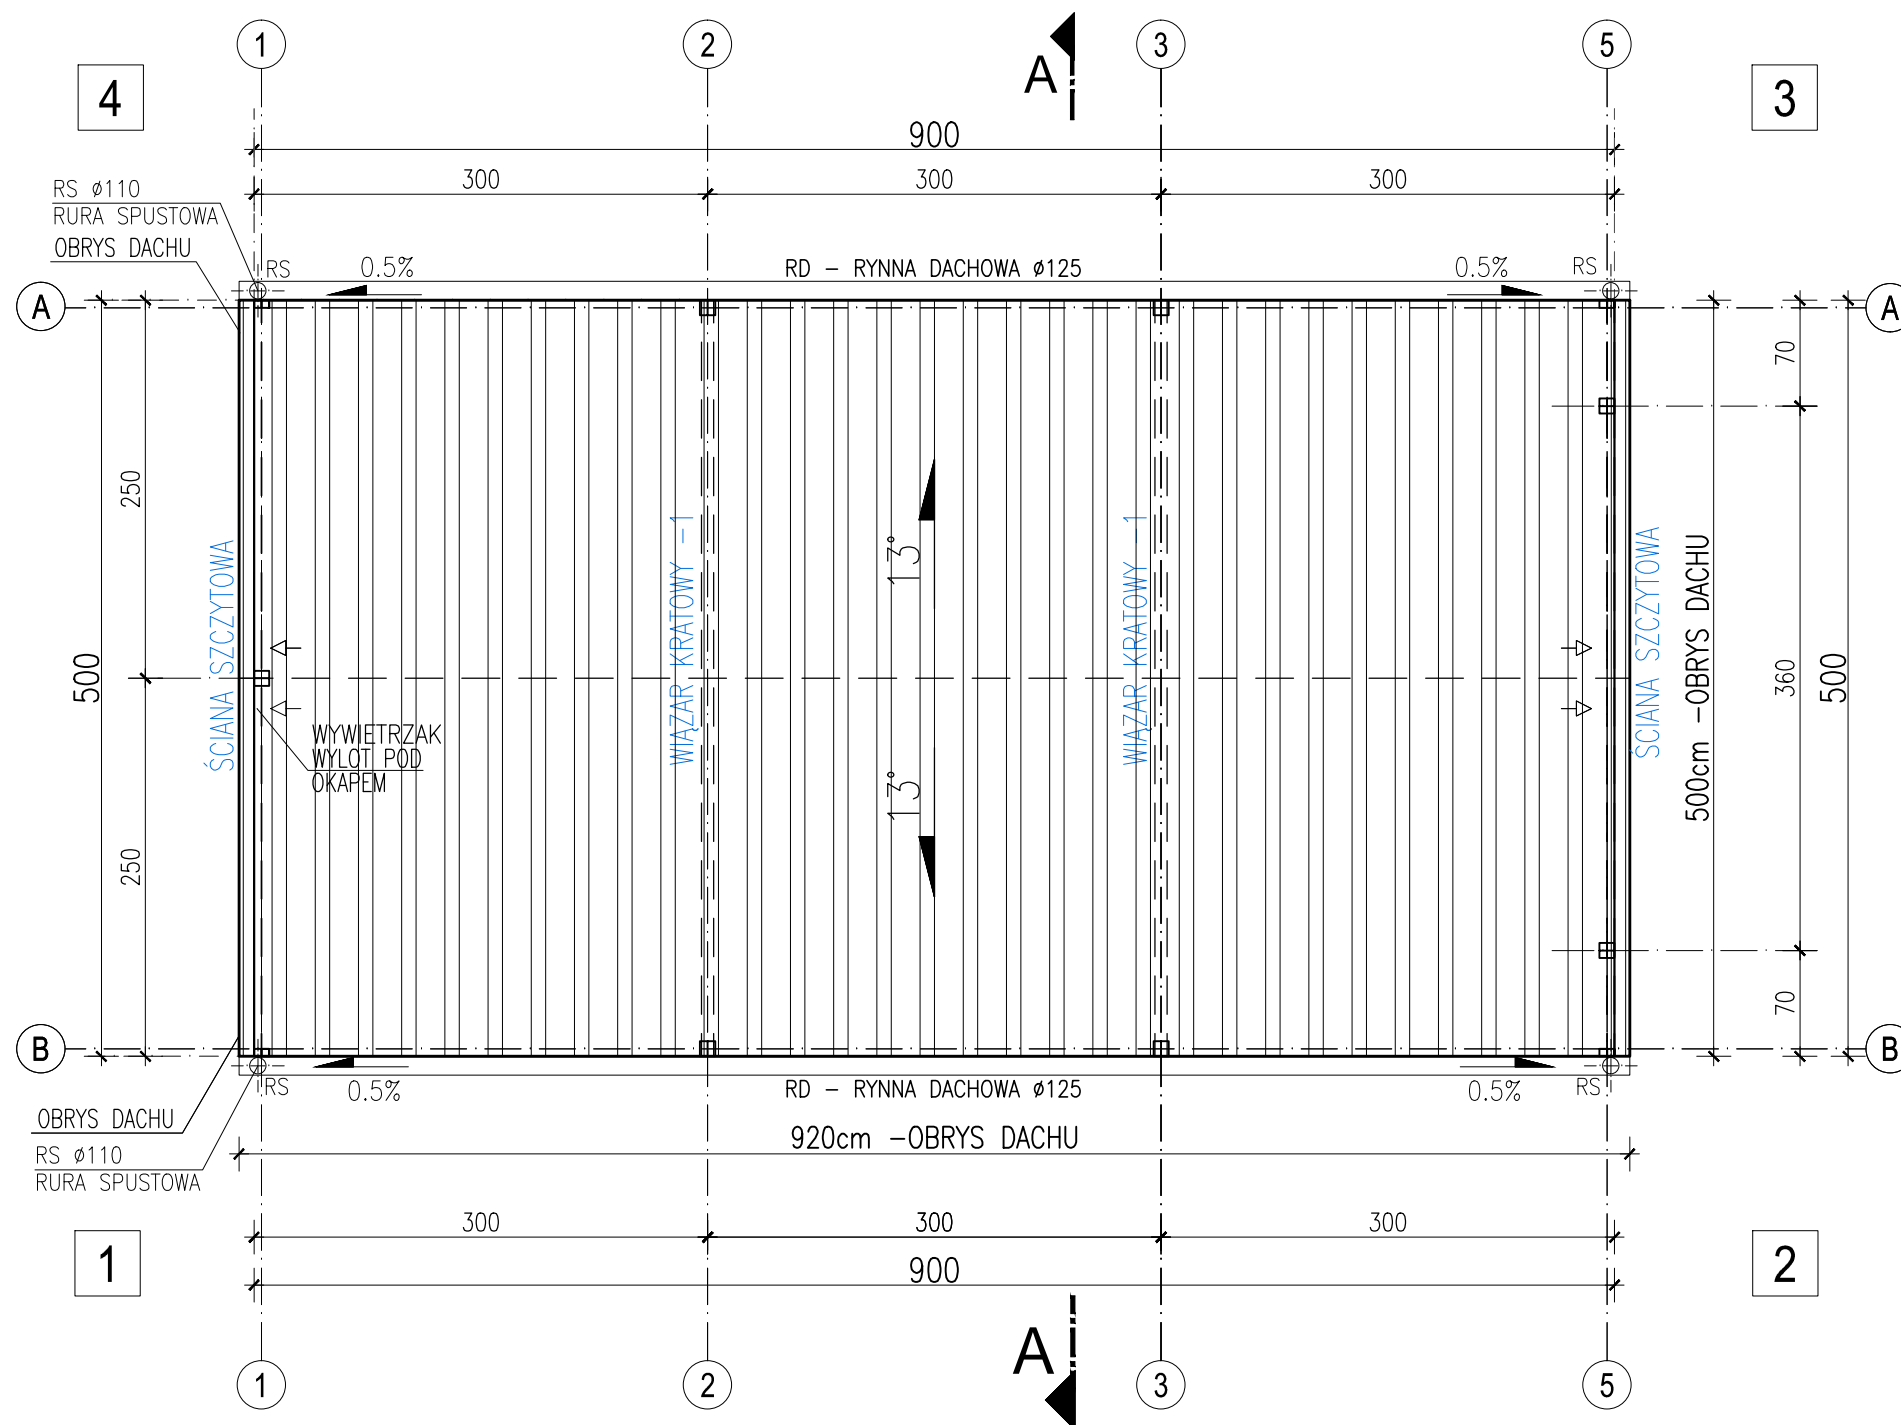 1
2
3
5
A
4
3
900
300
300
300
RS ø110
RURA SPUSTOWA
OBRYS DACHU
RS
0.5%
RD – RYNNA DACHOWA ø125
0.5%
RS
A
A
70
250
13°
ŚCIANA SZCZYTOWA
WIĄZAR KRATOWY –1
WIĄZAR KRATOWY –1
ŚCIANA SZCZYTOWA
500cm –OBRYS DACHU
500
360
500
WYWIETRZAK
WYLOT POD
OKAPEM
13°
250
70
B
B
RS
0.5%
RD – RYNNA DACHOWA ø125
0.5%
RS
OBRYS DACHU
920cm –OBRYS DACHU
RS ø110
RURA SPUSTOWA
300
300
300
900
1
2
A
1
2
3
5